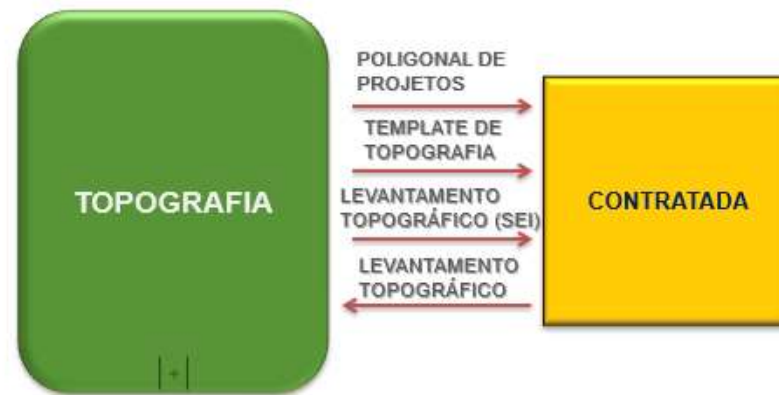 TOPOGRAFIA
POLIGONAL DE
PROJETOS
TEMPLATE DE
TOPOGRAFIA
LEVANTAMENTO
TOPOGRÁFICO (SEI)
LEVANTAMENTO
TOPOGRÁFICO
CONTRATADA
+